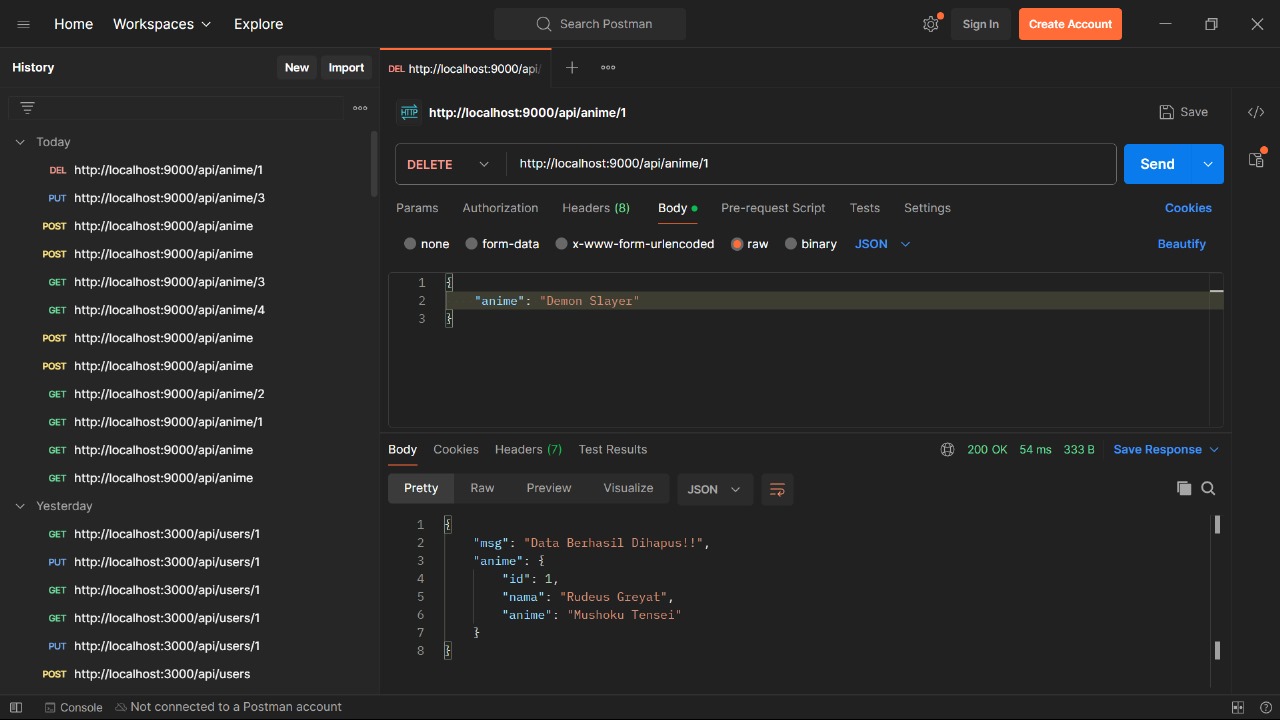 Home Workspaces Explore Search Postman Sign In Create Account
History New Import
DEL http://localhost:9000/api/
http://localhost:9000/api/anime/1 Save
Today
DEL http://localhost:9000/api/anime/1
PUT http://localhost:9000/api/anime/3
POST http://localhost:9000/api/anime
POST http://localhost:9000/api/anime
GET http://localhost:9000/api/anime/3
GET http://localhost:9000/api/anime/4
POST http://localhost:9000/api/anime
POST http://localhost:9000/api/anime
GET http://localhost:9000/api/anime/2
GET http://localhost:9000/api/anime/1
GET http://localhost:9000/api/anime
GET http://localhost:9000/api/anime
Yesterday
GET http://localhost:3000/api/users/1
PUT http://localhost:3000/api/users/1
GET http://localhost:3000/api/users/1
GET http://localhost:3000/api/users/1
PUT http://localhost:3000/api/users/1
POST http://localhost:3000/api/users
HTTP
DELETE http://localhost:9000/api/anime/1 Send
Params Authorization Headers (8) Body Pre-request Script Tests Settings Cookies
none form-data x-www-form-urlencoded raw binary JSON Beautify
1 {
2 "anime": "Demon Slayer"
3 }
Body Cookies Headers (7) Test Results 200 OK 54 ms 333 B Save Response
Pretty Raw Preview Visualize JSON
1 {
2 "msg": "Data Berhasil Dihapus!!",
3 "anime": {
4 "id": 1,
5 "nama": "Rudeus Greyat",
6 "anime": "Mushoku Tensei"
7 }
8 }
Console Not connected to a Postman account